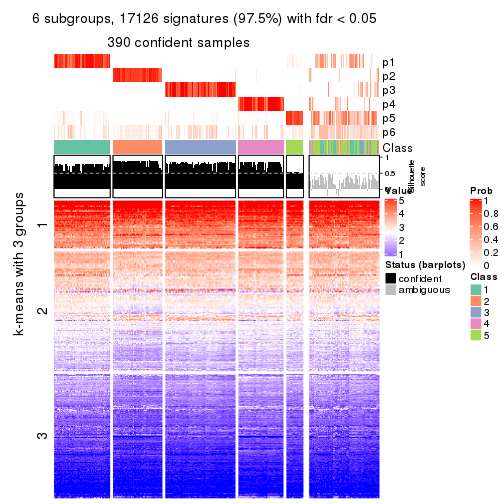 6 subgroups, 17126 signatures (97.5%) with fdr < 0.05
390 confident samples
p1
p2
p3
p4
p5
p6
Class
1
0.5
0
Silhouette
score
k-means with 3 groups
1
2
3
Value
5
4
3
2
1
Status (barplots)
confident
ambiguous
Prob
1
0.8
0.6
0.4
0.2
0
Class
1
2
3
4
5